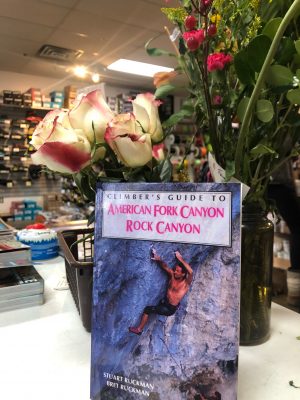 CLIMBER'S GUIDE TO
AMERICAN FORK CANYON
ROCK CANYON
STUART RUCKMAN
BRET RUCKMAN